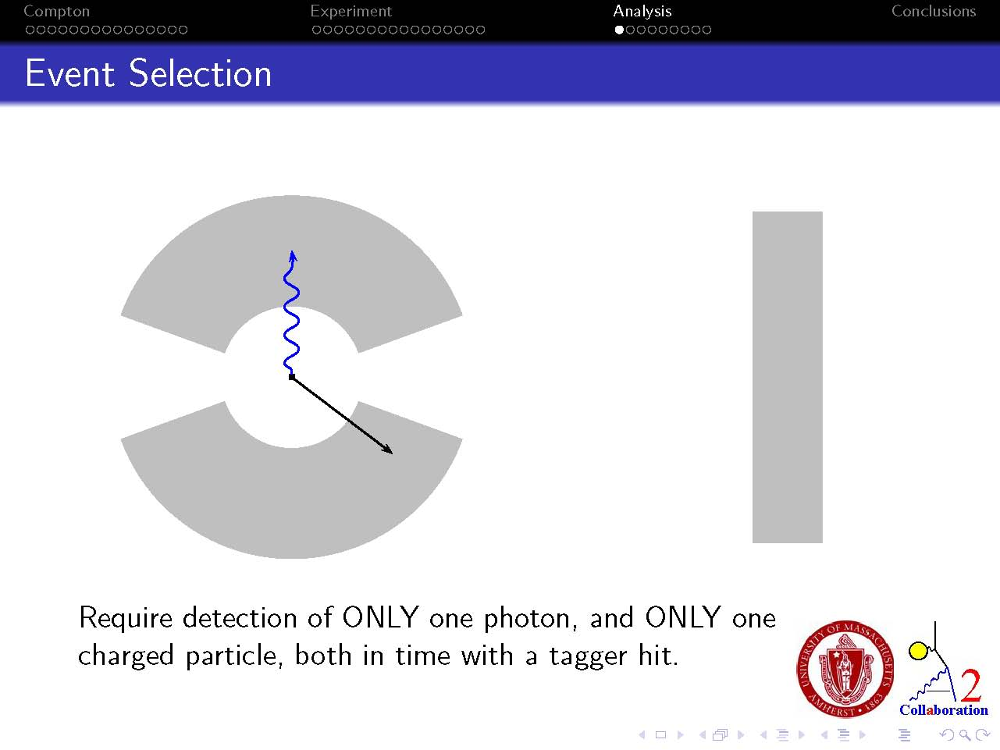 Compton Experiment Analysis Conclusions
Event Selection
Require detection of ONLY one photon, and ONLY one
charged particle, both in time with a tagger hit.
UNIVERSITY OF MASSACHUSETTS
AMHERST • 1863
2
Collaboration